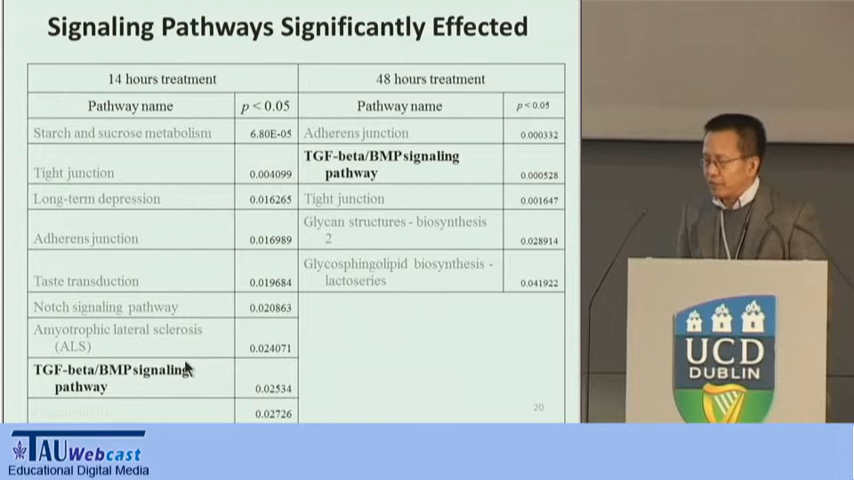 Signaling Pathways Significantly Effected
14 hours treatment
48 hours treatment
Pathway name
p < 0.05
Pathway name
p < 0.05
Starch and sucrose metabolism
6.80E-05
Adherens junction
0.000332
Tight junction
0.004099
TGF-beta/BMP signaling
pathway
0.000528
Long-term depression
0.016265
Tight junction
0.001647
Adherens junction
0.016989
Glycan structures - biosynthesis
2
0.028914
Taste transduction
0.019684
Glycosphingolipid biosynthesis -
lactoseries
0.041922
Notch signaling pathway
0.020863
Amyotrophic lateral sclerosis
(ALS)
0.024071
TGF-beta/BMP signaling
pathway
0.02534
0.02726
20
UCD
DUBLIN
TAU Webcast
Educational Digital Media